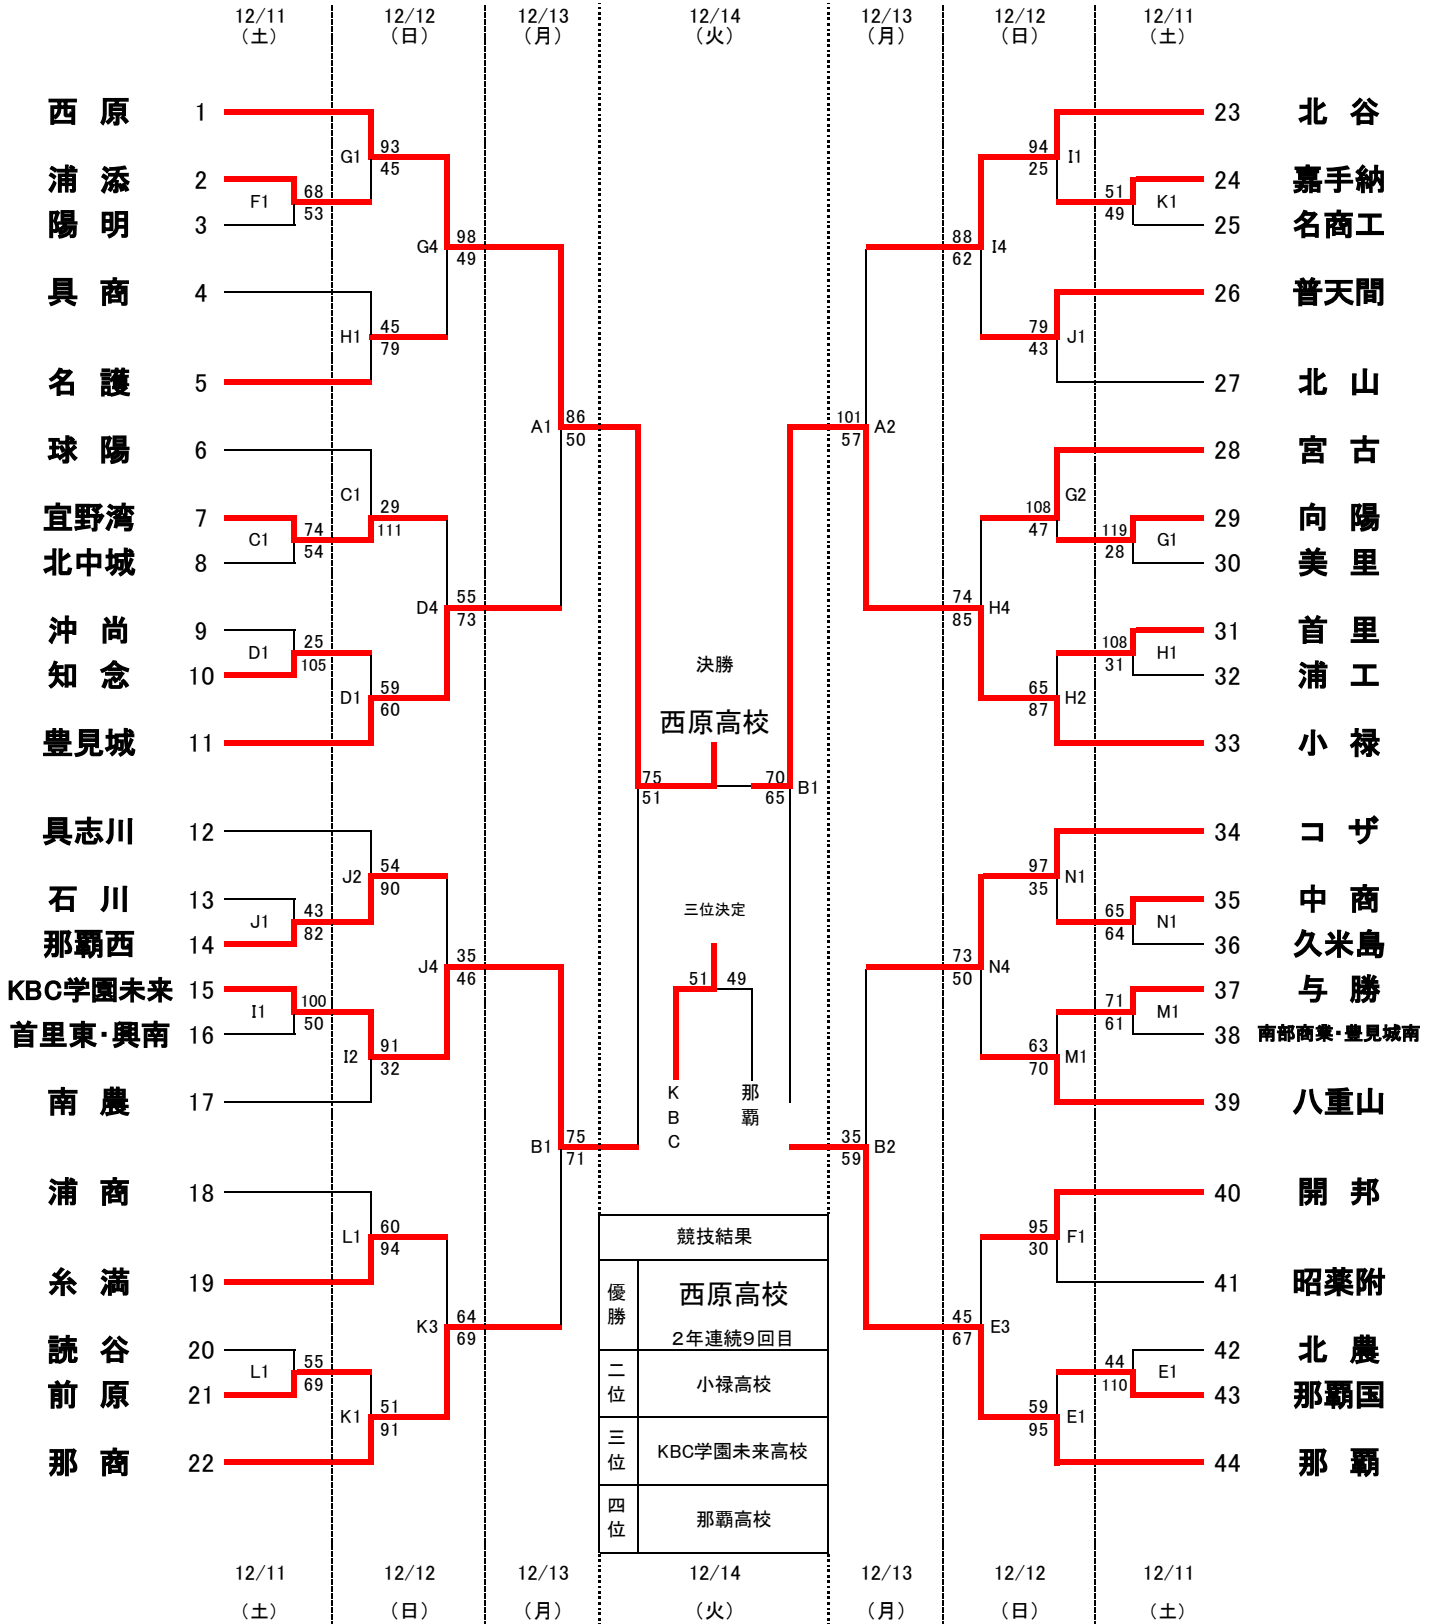 12/11 12/12 12/13 12/14 12/13 12/12 12/11
（土） （日） （月） （火） （月） （日） （土）
西 原 1 23 北 谷
93 94
G1 I1
45 25
浦 添 2 24 嘉手納
68 51
F1 K1
53 49
陽 明 3 25 名商工
98 88
G4 I4
49 62
具 商 4 26 普天間
45 79
H1 J1
79 43
名 護 5 27 北 山
86 101
A1 A2
50 57
球 陽 6 28 宮 古
C1 G2
29 108
宜野湾 7 29 向 陽
111 47
74 119
C1 G1
54 28
北中城 8 30 美 里
55 74
D4 H4
73 85
沖 尚 9 31 首 里
25 108
D1 H1
105 31
決勝
知 念 10 32 浦 工
59 65
D1 H2
60 87
西原高校
豊見城 11 33 小 禄
75 70
B1
51 65
具志川 12 34 コ ザ
54 97
J2 N1
90 35
石 川 13 35 中 商
43 65
三位決定
J1 N1
82 64
那覇西 14 36 久米島
35 73
J4 N4
46 50
51 49
KBC学園未来 15 37 与 勝
100 71
I1 M1
50 61
首里東・興南 16 38 南部商業・豊見城南
91 63
I2 M1
32 70
KBC 那覇
南 農 17 39 八重山
75 35
B1 B2
71 59
浦 商 18 40 開 邦
60 95
L1 F1
94 30
競技結果
糸 満 19 41 昭薬附
優勝 西原高校
2年連続9回目
64 45
K3 E3
69 67
読 谷 20 42 北 農
55 44
L1 E1
69 110
二位 小禄高校
前 原 21 43 那覇国
51 59
K1 E1
91 95
三位 KBC学園未来高校
那 商 22 44 那 覇
四位 那覇高校
12/11 12/12 12/13 12/14 12/13 12/12 12/11
（土） （日） （月） （火） （月） （日） （土）